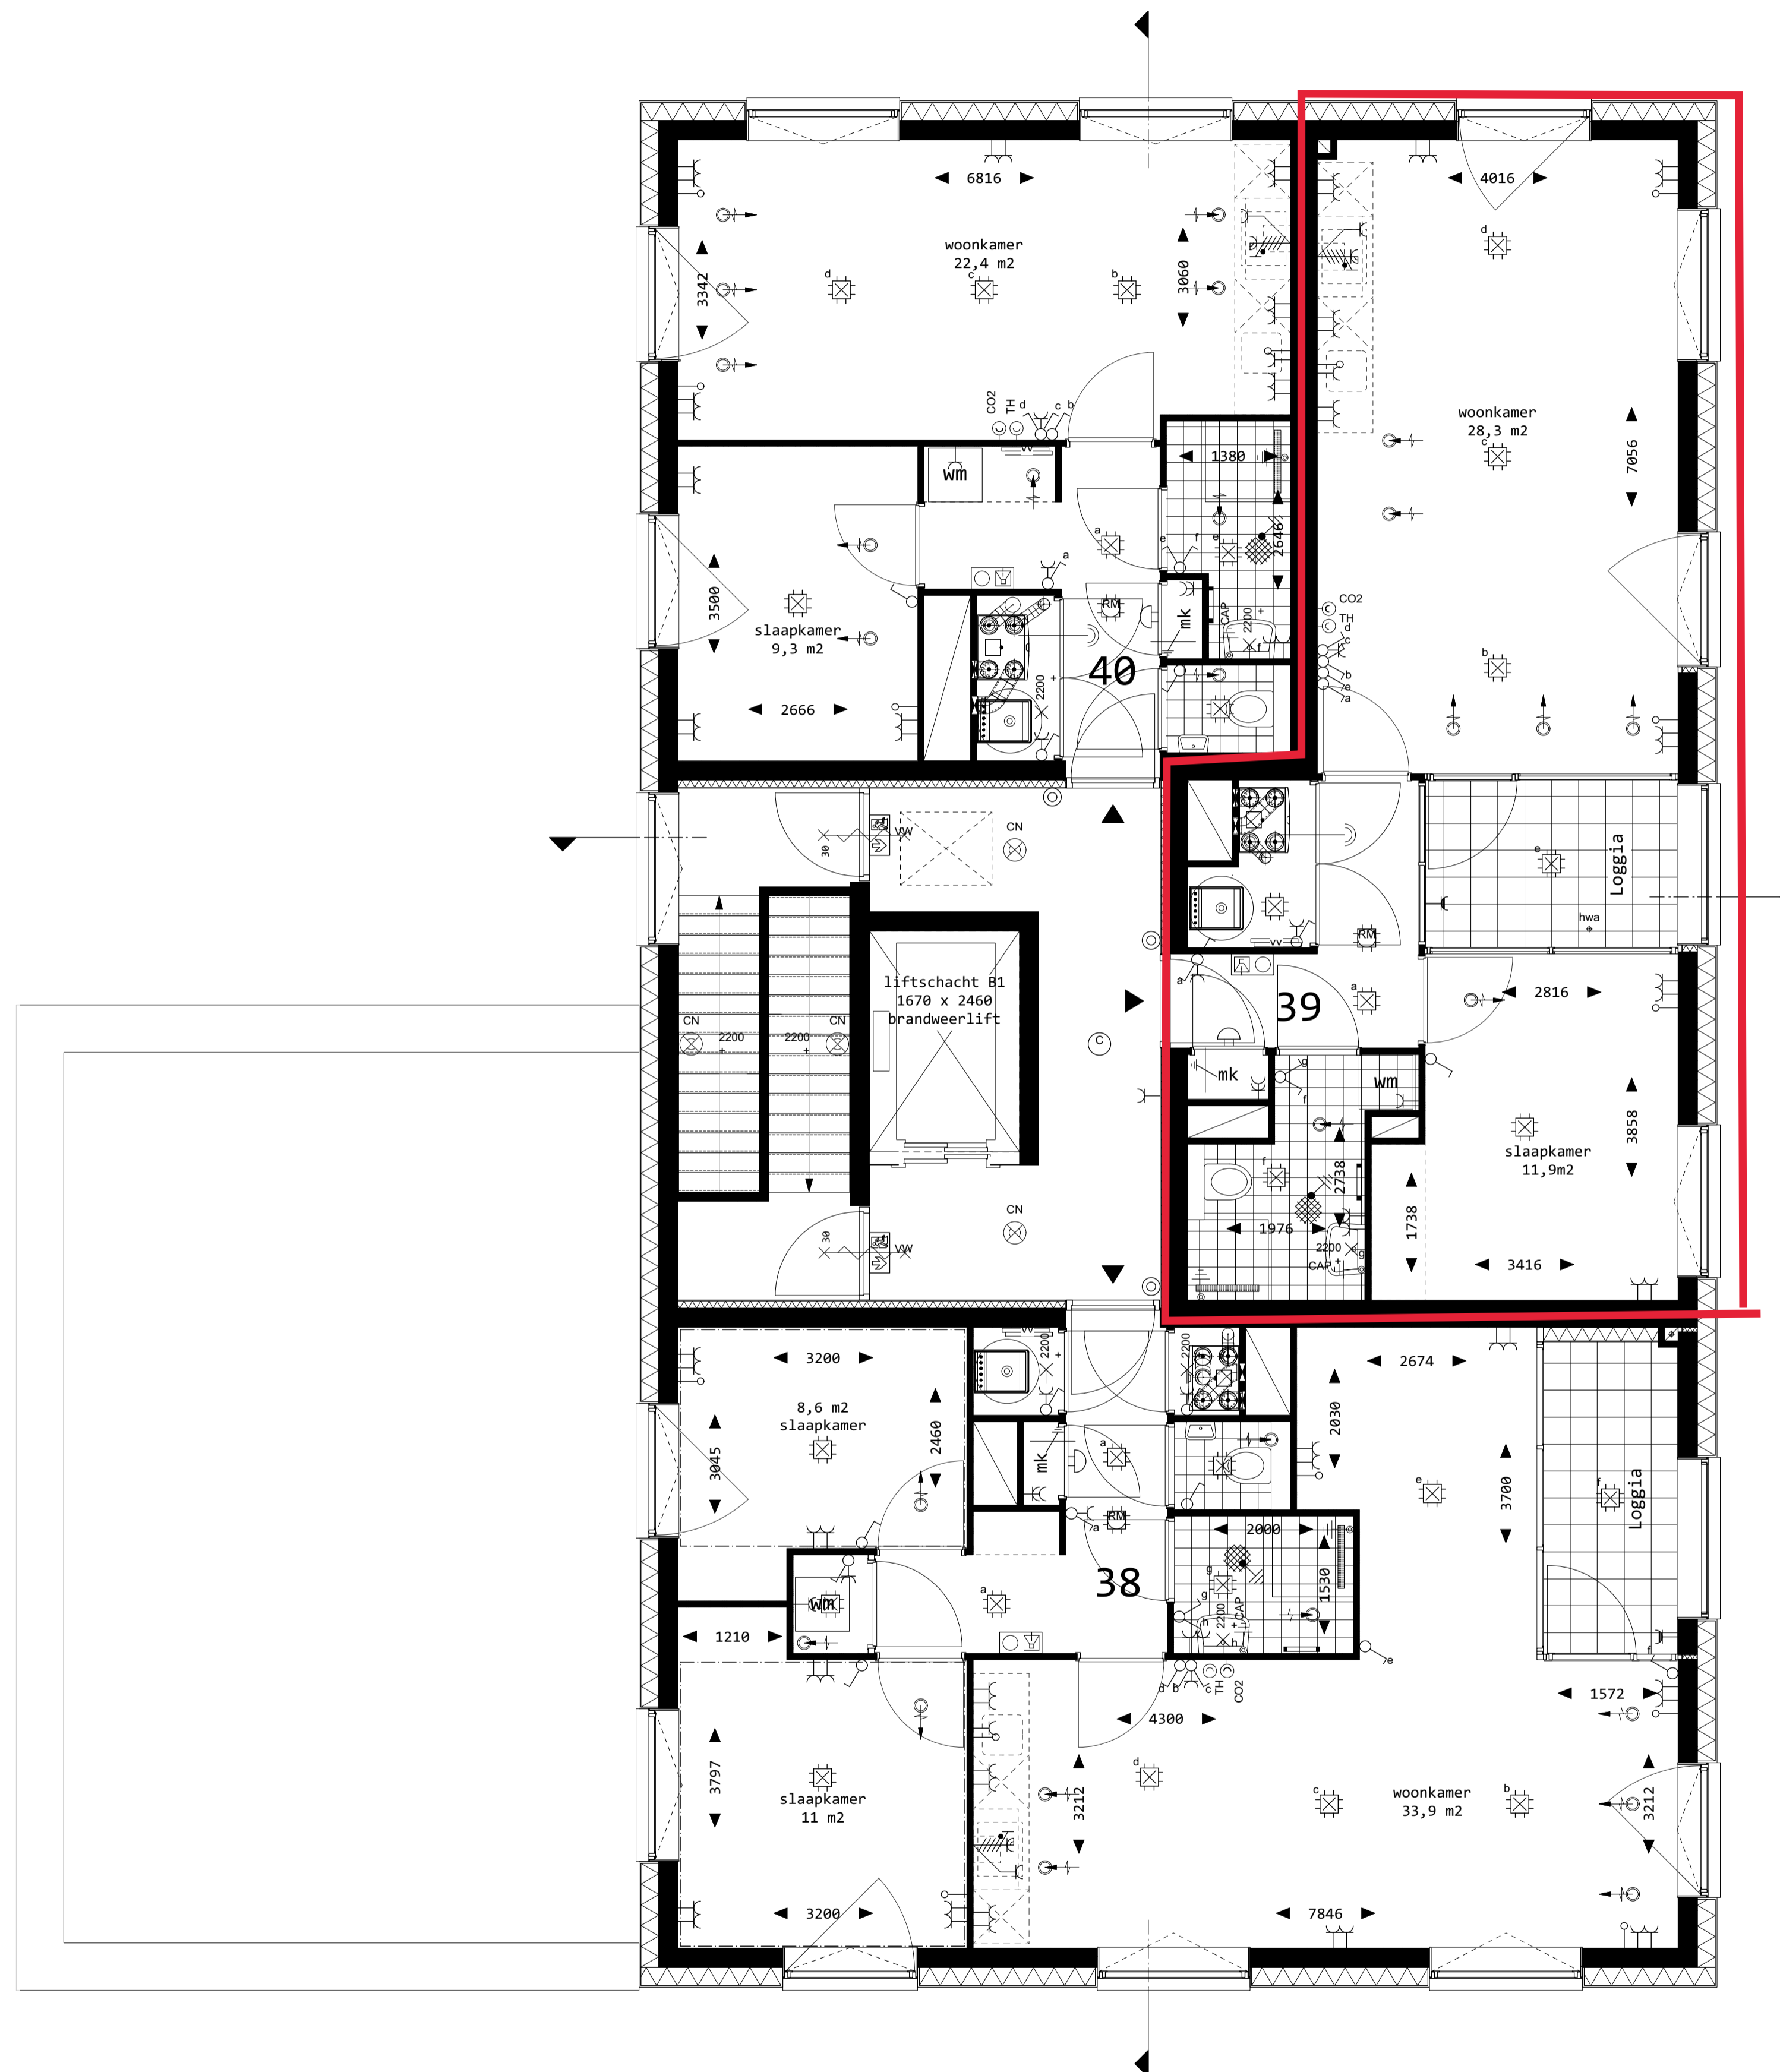 6816
4016
d
woonkamer
22,4 m2
3342
3060
d
c
b
woonkamer
28,3 m2
c
7056
CO2
TH
d
c
b
vv
wm
1380
2646
a
e
f
e
a
3500
slaapkamer
9,3 m2
RM
mk
CAP
2200
f
CO2
TH
d
c
b
e
a
b
40
2200
2666
30
VW
CN
e
Loggia
hwa
RM
vv
liftschacht B1
1670 x 2460
brandweerlift
a
39
a
2816
CN
2200
2200
CN
C
mk
g
f
wm
3858
slaapkamer
11,9m2
f
2738
1738
1976
2200
g
CAP
3416
30
VW
CN
vv
2200
2200
3200
2674
8,6 m2
slaapkamer
2460
3045
2030
3700
mk
a
e
f
Loggia
RM
a
2000
1530
38
g
g
h
2200
CAP
h
a
wm
1210
e
f
d
b
c
TH
CO2
1572
4300
3797
slaapkamer
11 m2
d
3212
c
woonkamer
33,9 m2
b
3212
3200
7846